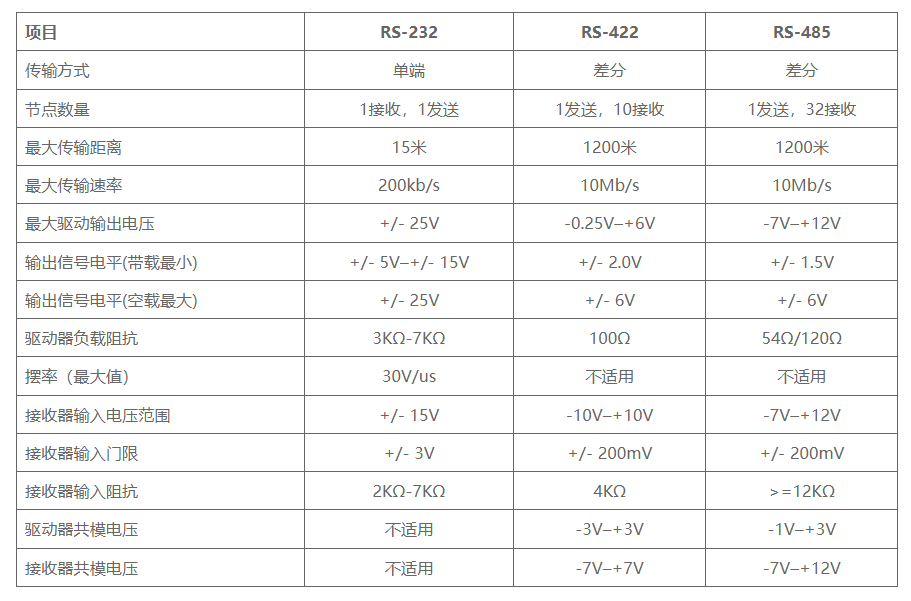 项目 RS-232 RS-422 RS-485
传输方式 单端 差分 差分
节点数量 1接收，1发送 1发送，10接收 1发送，32接收
最大传输距离 15米 1200米 1200米
最大传输速率 200kb/s 10Mb/s 10Mb/s
最大驱动输出电压 +/- 25V -0.25V–+6V -7V–+12V
输出信号电平(带载最小) +/- 5V–+/- 15V +/- 2.0V +/- 1.5V
输出信号电平(空载最大) +/- 25V +/- 6V +/- 6V
驱动器负载阻抗 3KΩ-7KΩ 100Ω 54Ω/120Ω
摆率（最大值） 30V/us 不适用 不适用
接收器输入电压范围 +/- 15V -10V–+10V -7V–+12V
接收器输入门限 +/- 3V +/- 200mV +/- 200mV
接收器输入阻抗 2KΩ-7KΩ 4KΩ >=12KΩ
驱动器共模电压 不适用 -3V–+3V -1V–+3V
接收器共模电压 不适用 -7V–+7V -7V–+12V